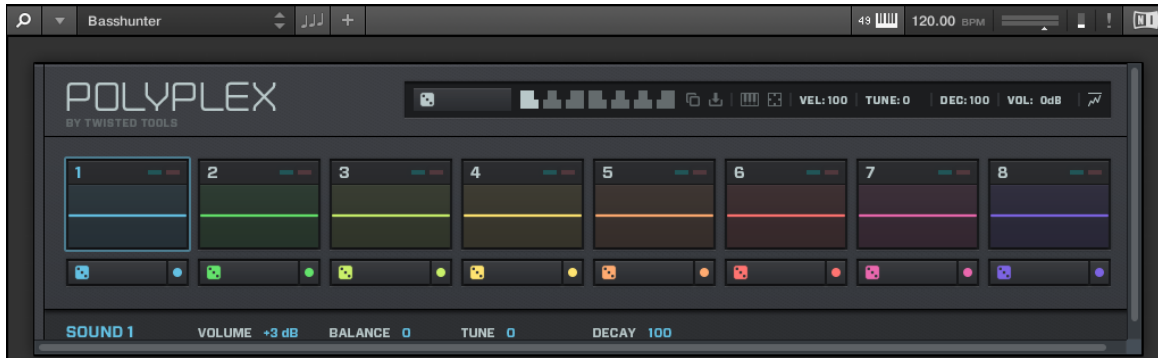 Basshunter 49 120.00 BPM
POLYPLEX
BY TWISTED TOOLS
VEL:100 TUNE:0 DEC:100 VOL: 0dB
1 2 3 4 5 6 7 8
SOUND 1 VOLUME +3 dB BALANCE 0 TUNE 0 DECAY 100